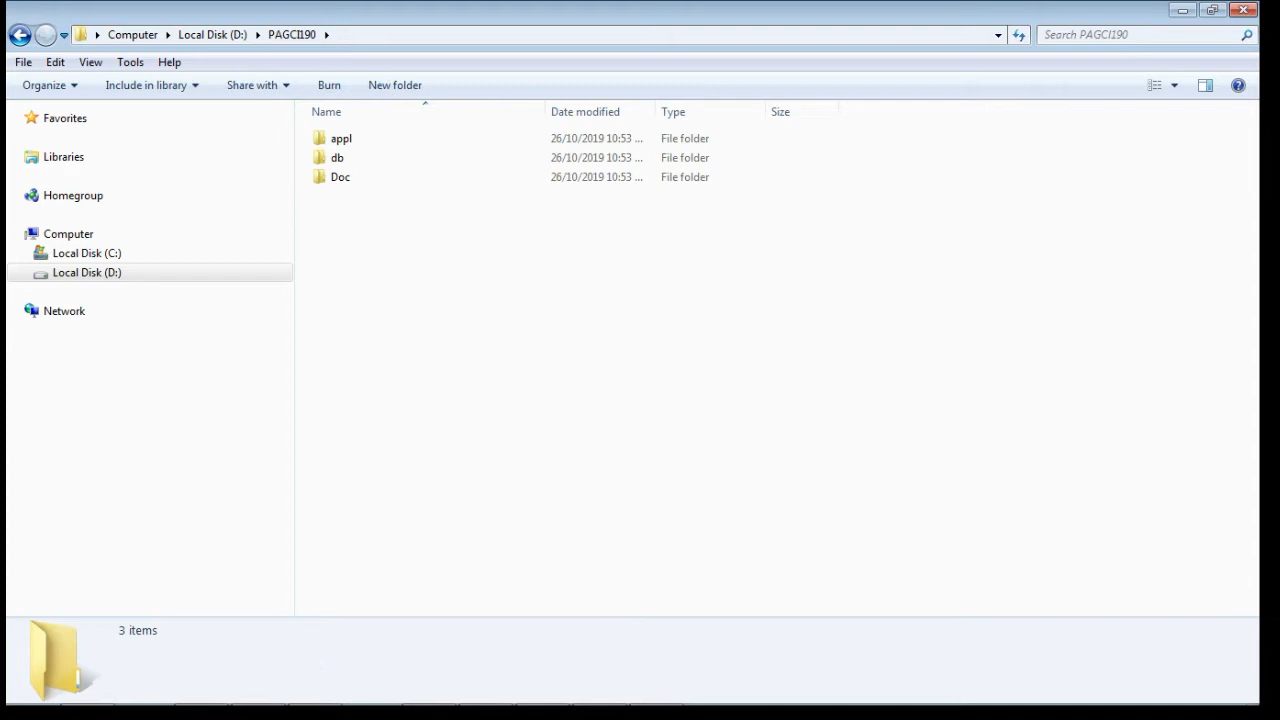 Computer Local Disk (D:) PAGCI190 Search PAGCI190
File Edit View Tools Help
Organize Include in library Share with Burn New folder
Favorites
Libraries
Homegroup
Computer
Local Disk (C:)
Local Disk (D:)
Network
Name Date modified Type Size
appl 26/10/2019 10:53 ... File folder
db 26/10/2019 10:53 ... File folder
Doc 26/10/2019 10:53 ... File folder
3 items